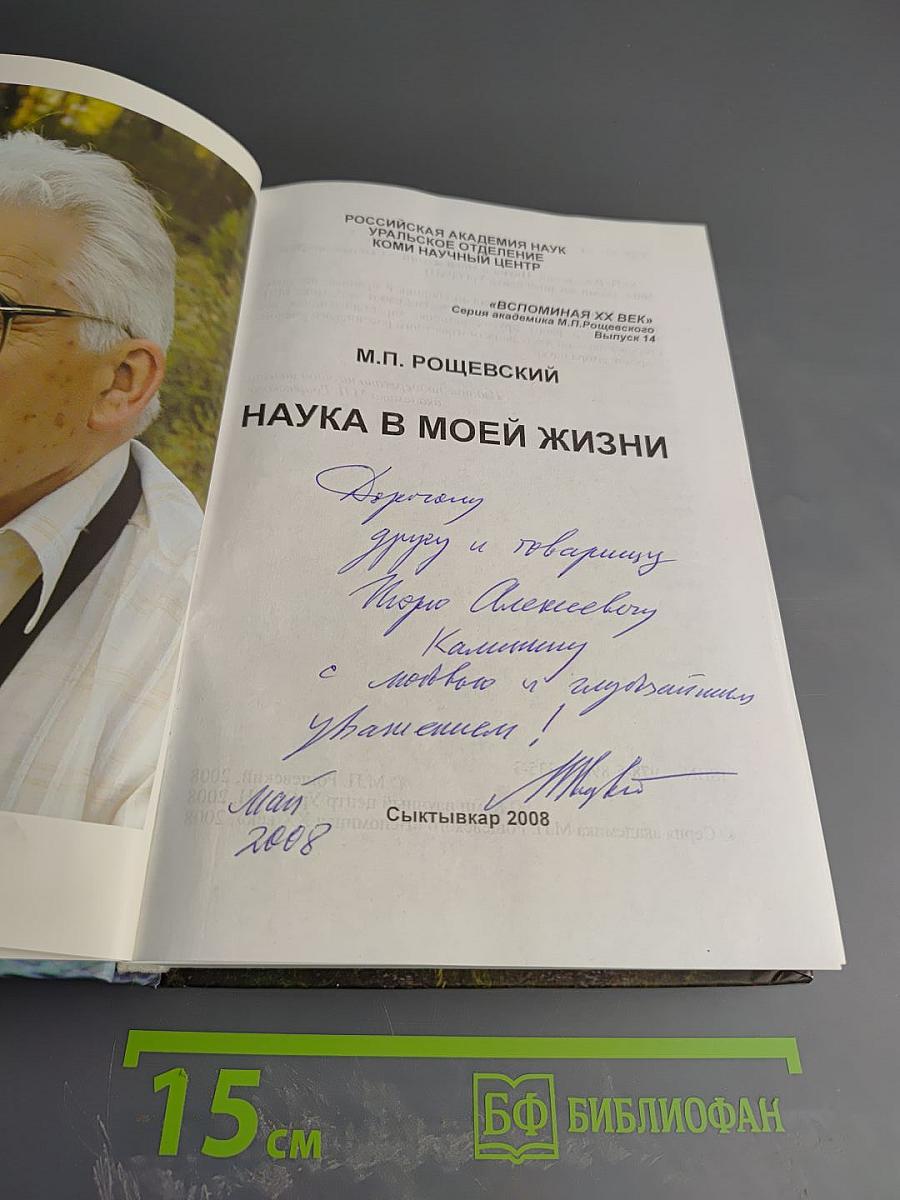 РОССИЙСКАЯ АКАДЕМИЯ НАУК
УРАЛЬСКОЕ ОТДЕЛЕНИЕ
КОМИ НАУЧНЫЙ ЦЕНТР
«ВСПОМИНАЯ XX ВЕК»
Серия академика М.П.Рощевского
Выпуск 14
М.П. РОЩЕВСКИЙ
НАУКА В МОЕЙ ЖИЗНИ
Дорогому
другу и товарищу
Алексеевичу
Калинину
с любовью и глубочайшим
уважением!
Май
2008
Сыктывкар 2008
15 см
БФ БИБЛИОФАН